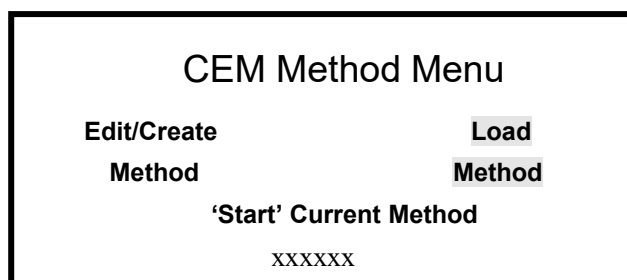 CEM Method Menu
Edit/Create Load
Method Method
‘Start’ Current Method
xxxxxx